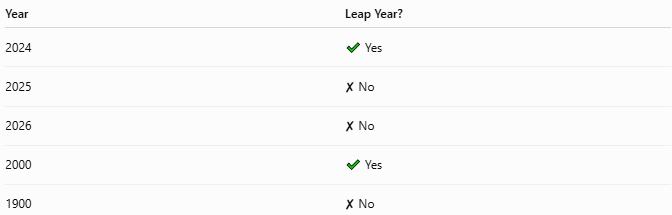 Year Leap Year?
2024 ✔ Yes
2025 ✗ No
2026 ✗ No
2000 ✔ Yes
1900 ✗ No